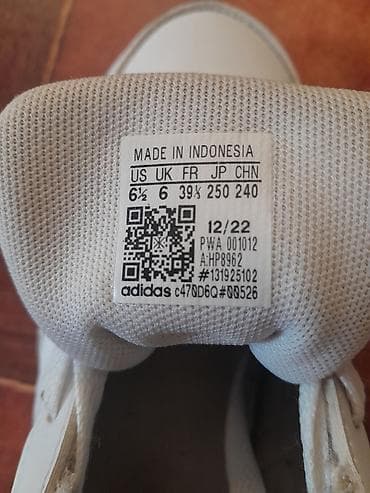 MADE IN INDONESIA
US UK FR JP CHN
6½ 6 39⅓ 250 240
12/22
PWA 001012
A:HP8962
#131925102
adidas c470D6Q#00526